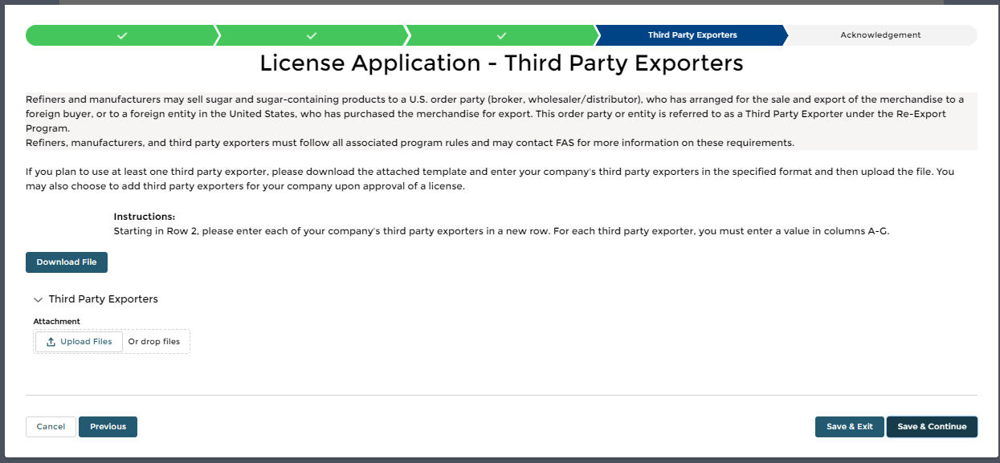 Third Party Exporters
Acknowledgement
License Application - Third Party Exporters
Refiners and manufacturers may sell sugar and sugar-containing products to a U.S. order party (broker, wholesaler/distributor), who has arranged for the sale and export of the merchandise to a
foreign buyer, or to a foreign entity in the United States, who has purchased the merchandise for export. This order party or entity is referred to as a Third Party Exporter under the Re-Export
Program.
Refiners, manufacturers, and third party exporters must follow all associated program rules and may contact FAS for more information on these requirements.
If you plan to use at least one third party exporter, please download the attached template and enter your company's third party exporters in the specified format and then upload the file. You
may also choose to add third party exporters for your company upon approval of a license.
Instructions:
Starting in Row 2, please enter each of your company's third party exporters in a new row. For each third party exporter, you must enter a value in columns A-G.
Download File
Third Party Exporters
Attachment
Upload Files Or drop files
Cancel Previous Save & Exit Save & Continue